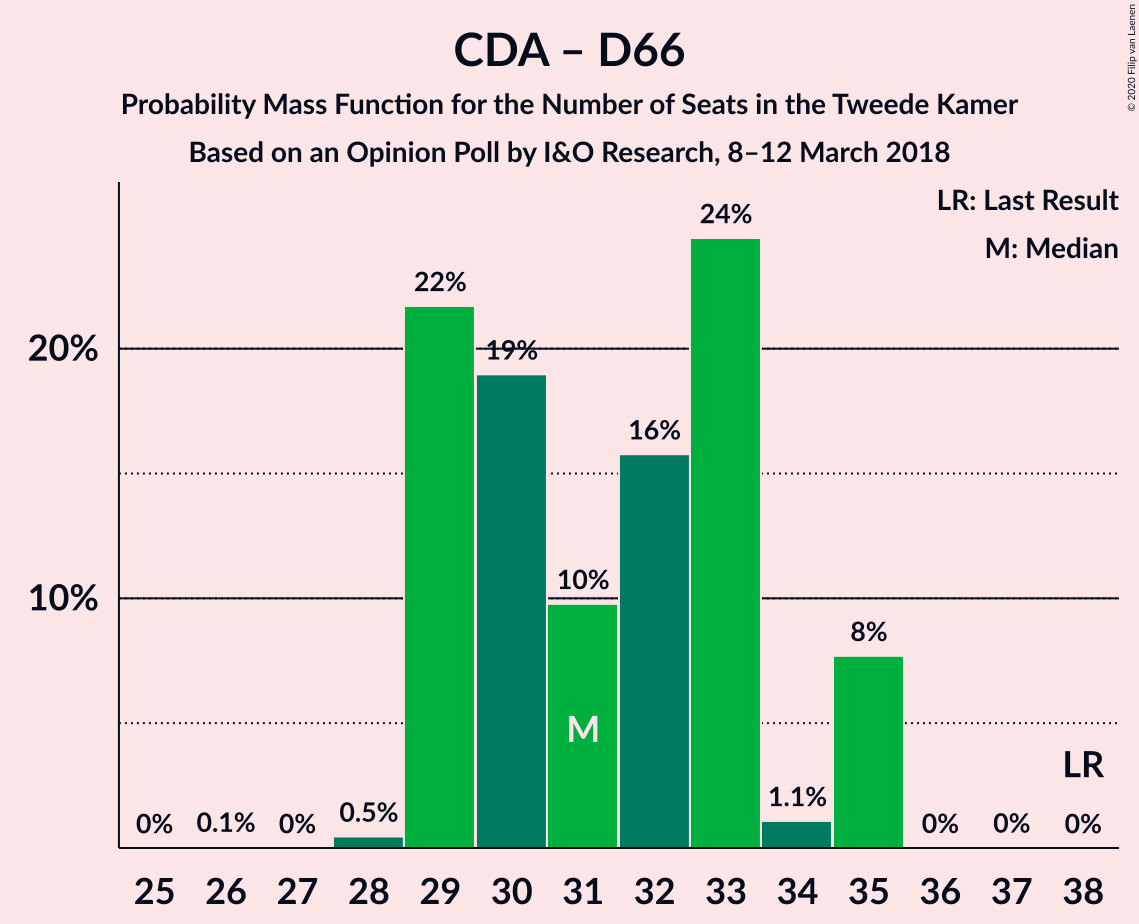 CDA – D66
Probability Mass Function for the Number of Seats in the Tweede Kamer
Based on an Opinion Poll by I&O Research, 8–12 March 2018
© 2020 Filip van Laenen
LR: Last Result
M: Median
20%
10%
0%
0.1%
0%
0.5%
22%
19%
10%
16%
24%
1.1%
8%
0%
0%
0%
M
LR
25 26 27 28 29 30 31 32 33 34 35 36 37 38